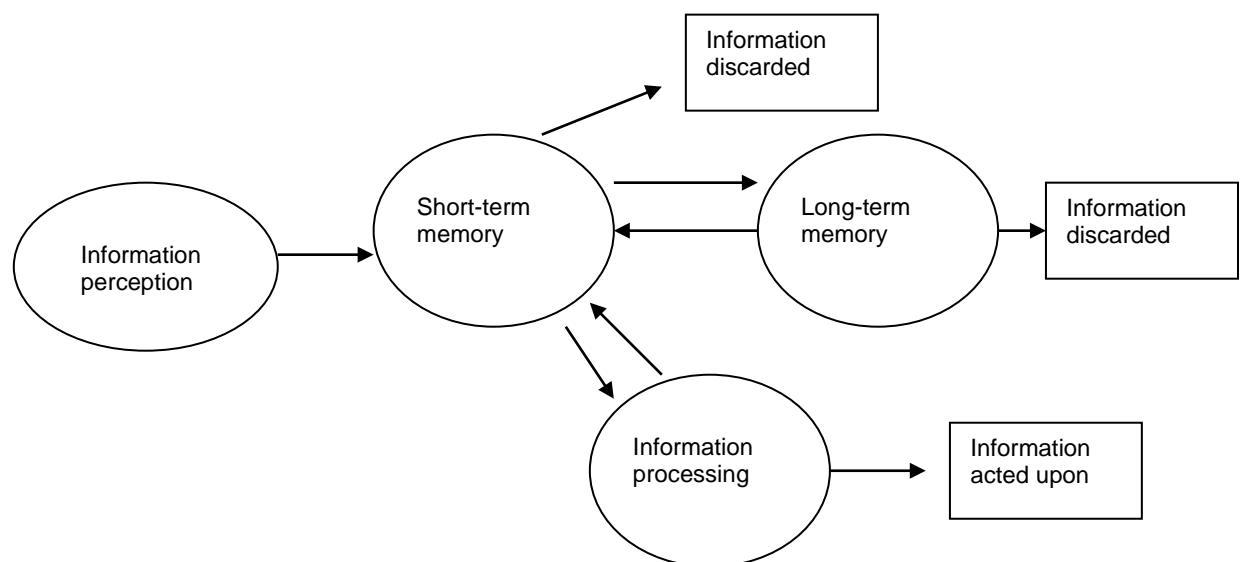 Information
discarded
Short-term
memory
Long-term
memory
Information
discarded
Information
perception
Information
processing
Information
acted upon